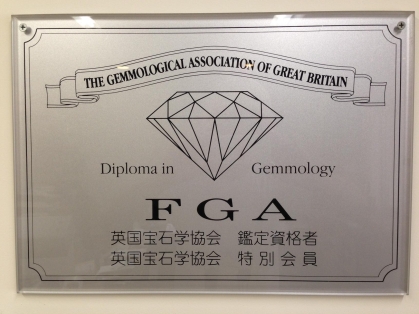 THE GEMMOLOGICAL ASSOCIATION OF GREAT BRITAIN
Diploma in Gemmology
FGA
英国宝石学協会 鑑定資格者
英国宝石学協会 特別会員